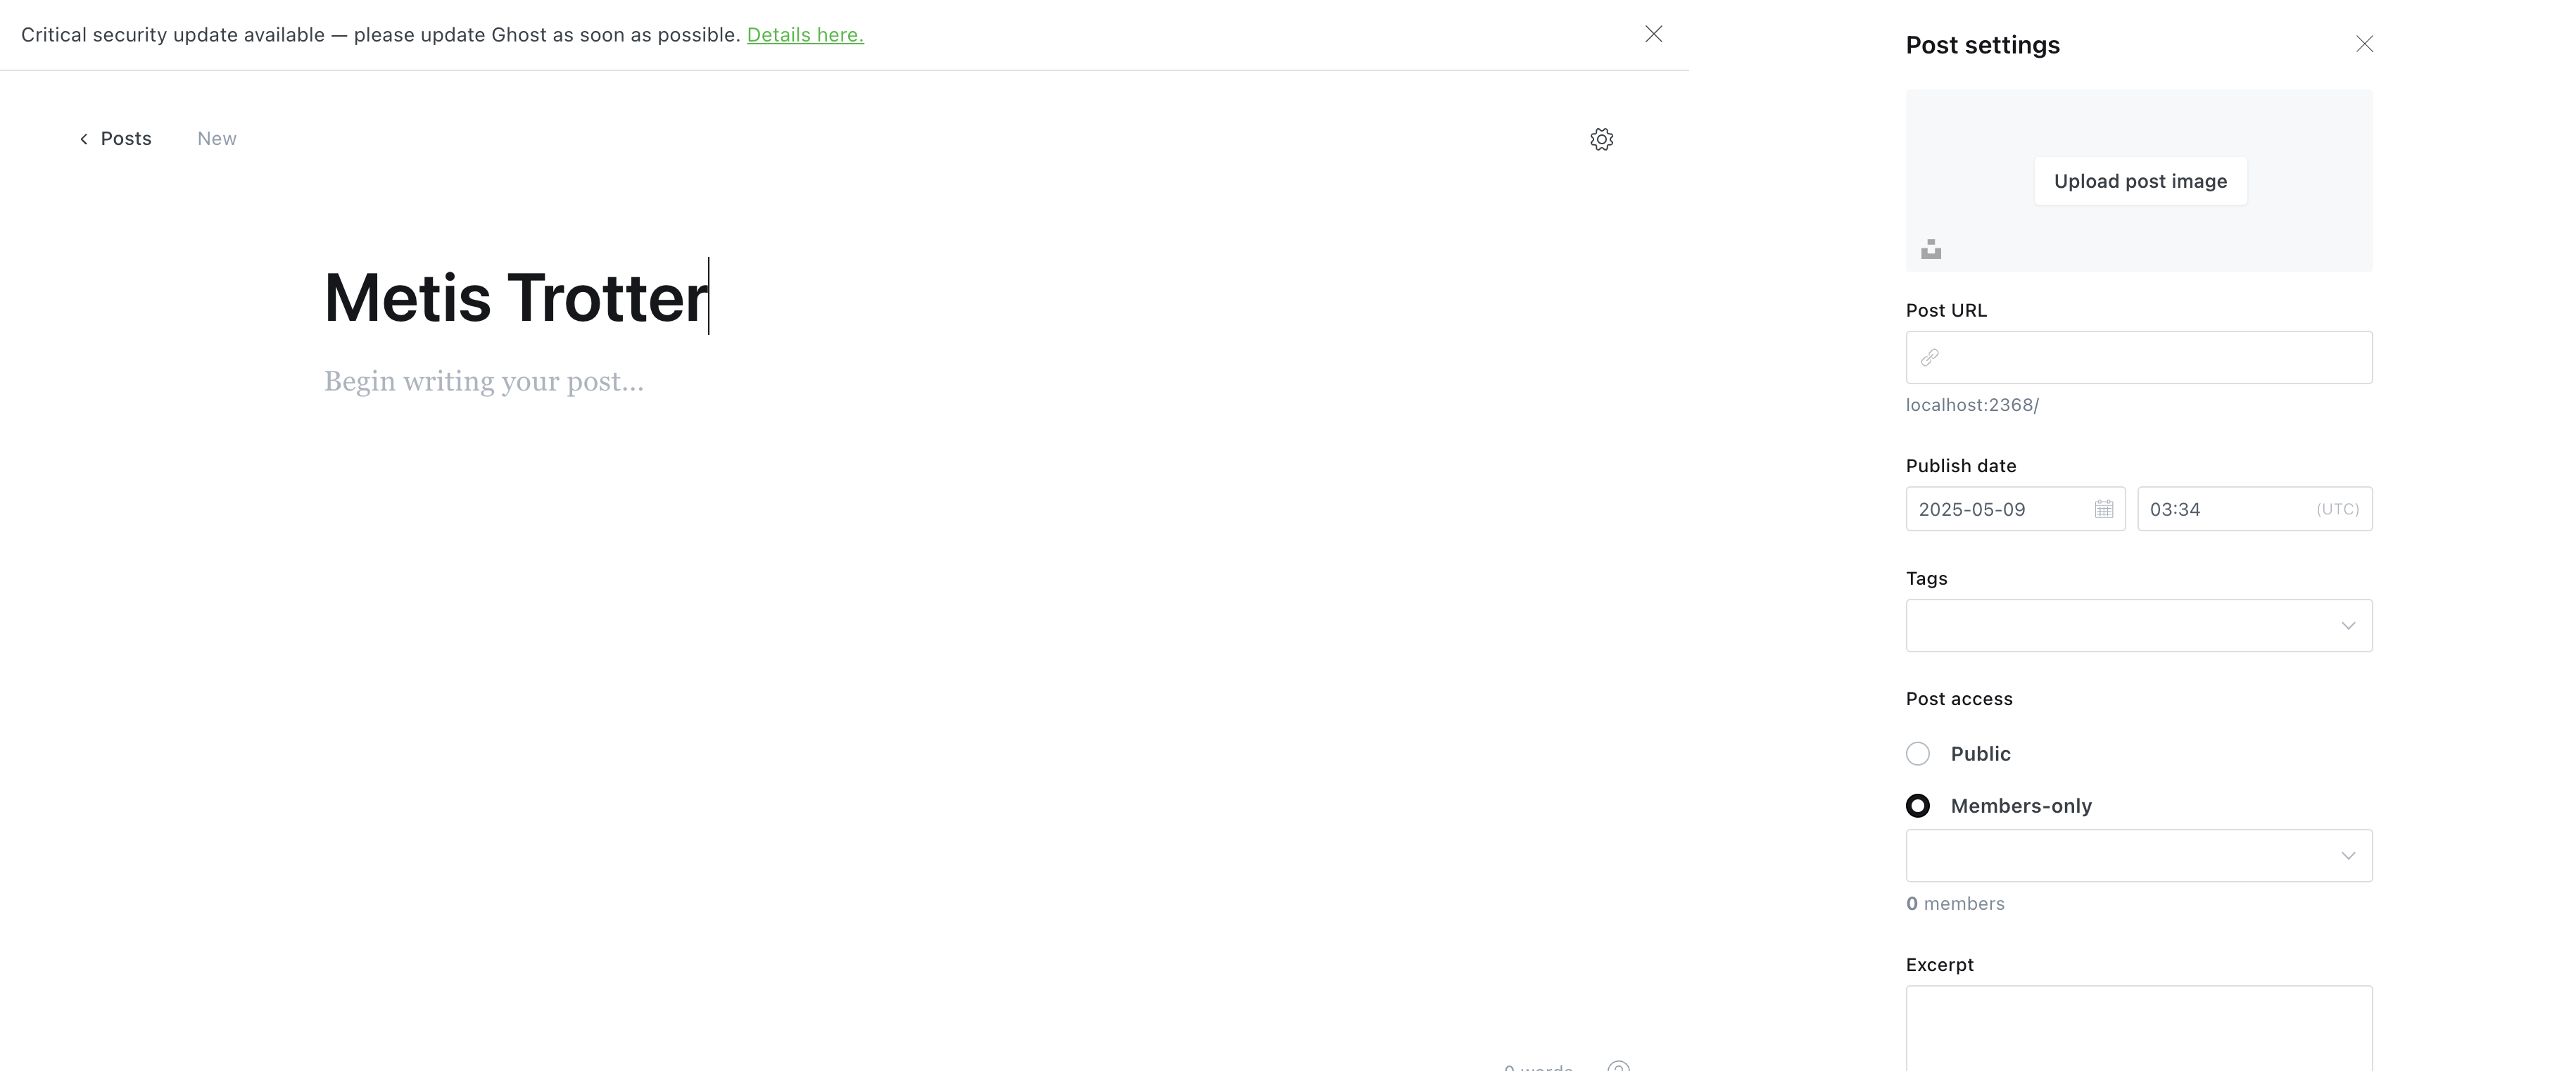 Critical security update available — please update Ghost as soon as possible. Details here.
Posts New
Metis Trotter
Begin writing your post...
0 words
Post settings
Upload post image
Post URL
localhost:2368/
Publish date
2025-05-09 03:34 (UTC)
Tags
Post access
Public
Members-only
0 members
Excerpt